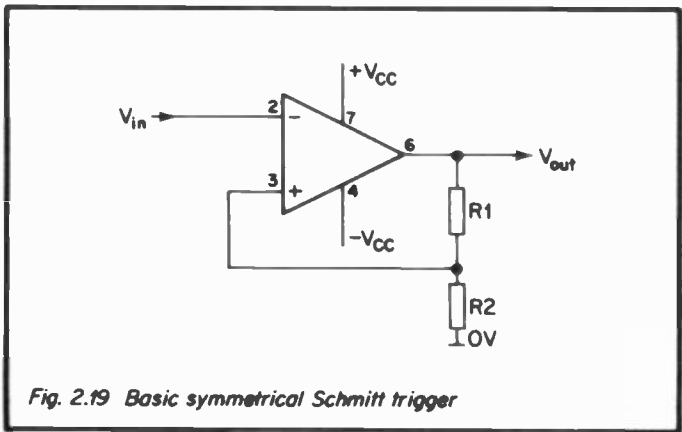 +VCC
Vin
2
-
7
6
Vout
3
+
4
R1
-VCC
R2
0V
Fig. 2.19 Basic symmetrical Schmitt trigger